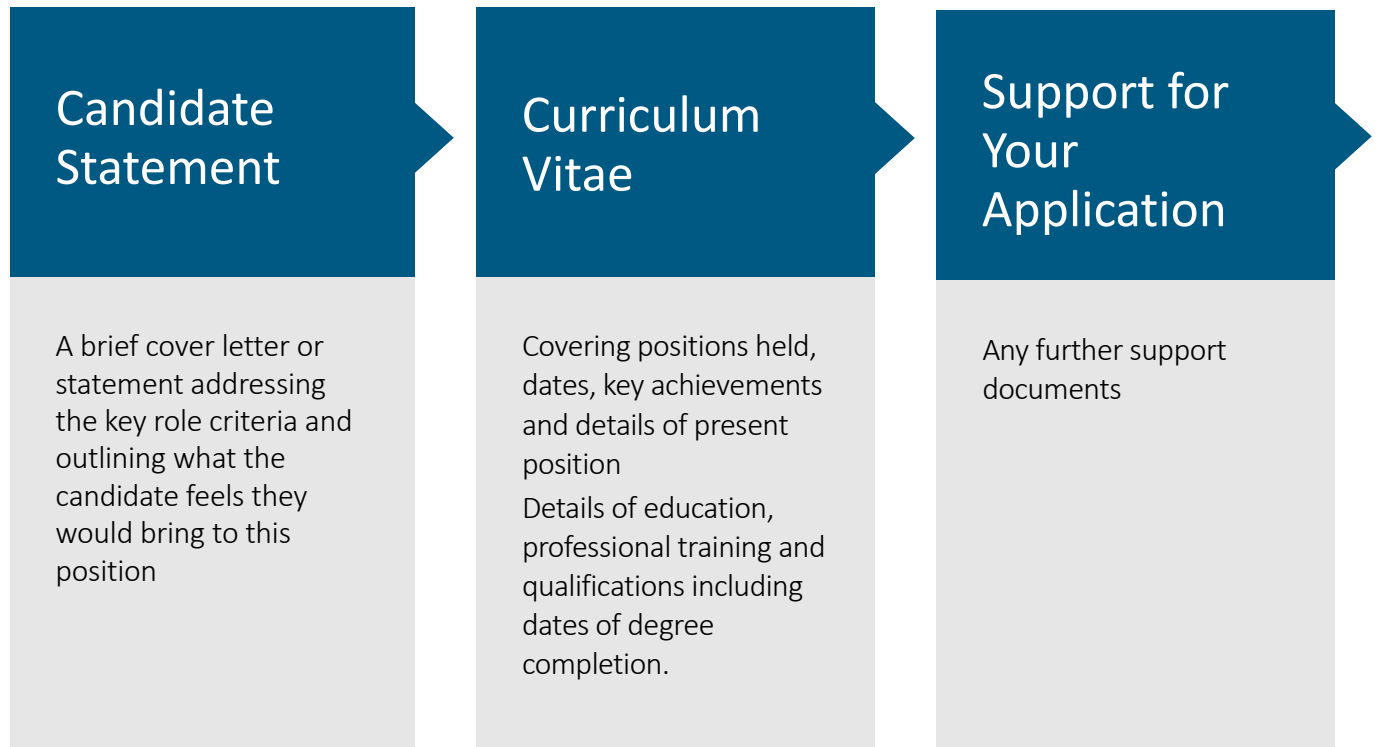 Candidate
Statement
A brief cover letter or
statement addressing
the key role criteria and
outlining what the
candidate feels they
would bring to this
position
Curriculum
Vitae
Covering positions held,
dates, key achievements
and details of present
position
Details of education,
professional training and
qualifications including
dates of degree
completion.
Support for
Your
Application
Any further support
documents